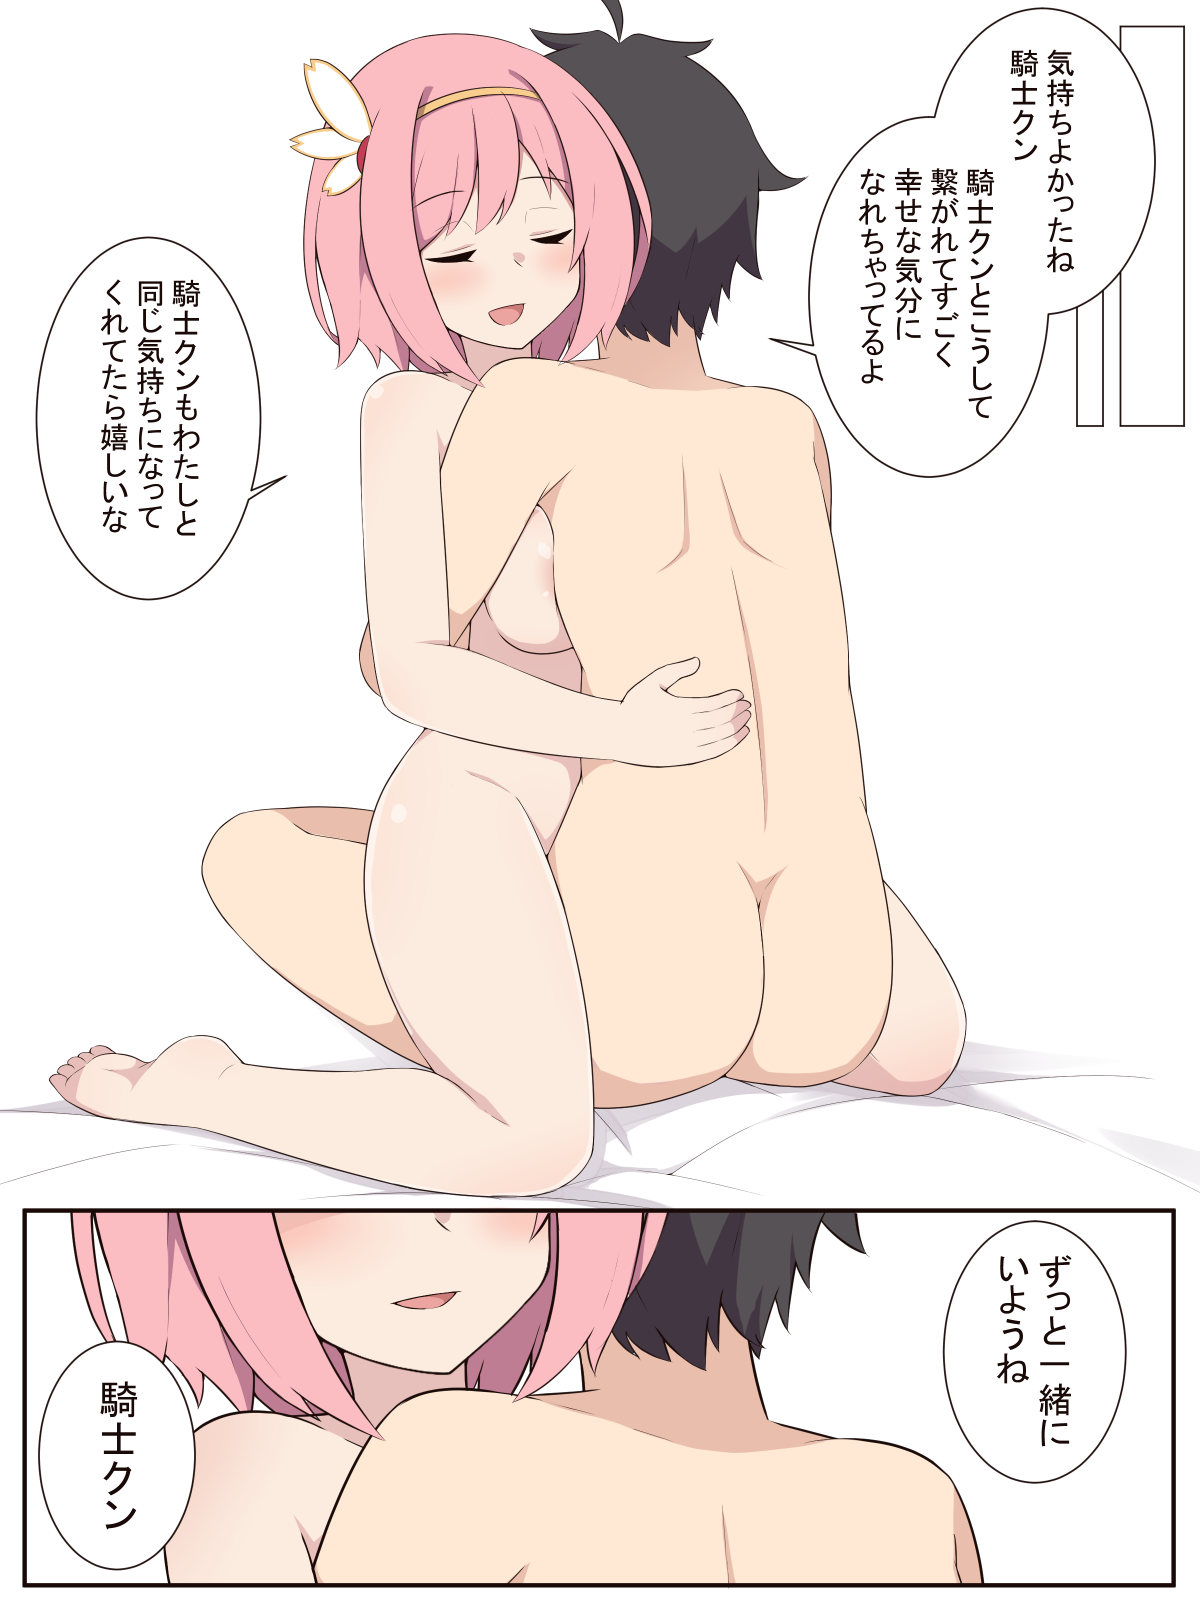 気持ちよかったね
騎士クン
騎士クンとこうして
繋がれてすごく
幸せな気分に
なれちゃってるよ
騎士クンもわたしと
同じ気持ちになって
くれてたら嬉しいな
ずっと一緒に
いようね
騎士クン